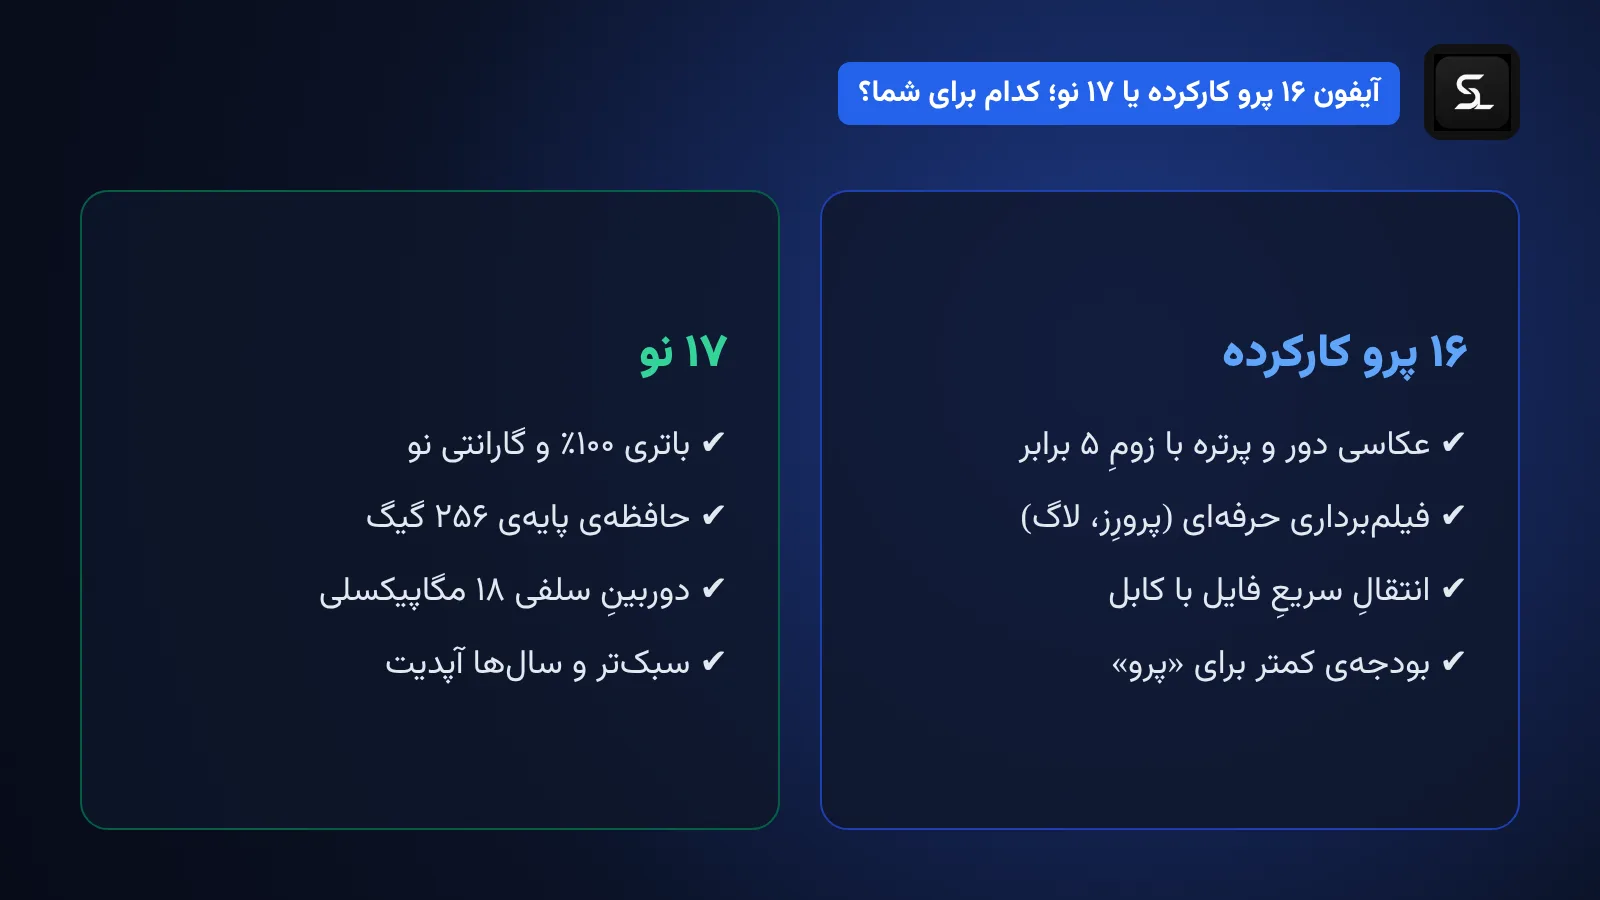 SL
آیفون ۱۶ پرو کارکرده یا ۱۷ نو؛ کدام برای شما؟
۱۶ پرو کارکرده
✔ عکاسی دور و پرتره با زومِ ۵ برابر
✔ فیلم‌برداری حرفه‌ای (پرورِز، لاگ)
✔ انتقالِ سریعِ فایل با کابل
✔ بودجه‌ی کمتر برای «پرو»
۱۷ نو
✔ باتری ۱۰۰٪ و گارانتی نو
✔ حافظه‌ی پایه‌ی ۲۵۶ گیگ
✔ دوربینِ سلفی ۱۸ مگاپیکسلی
✔ سبک‌تر و سال‌ها آپدیت